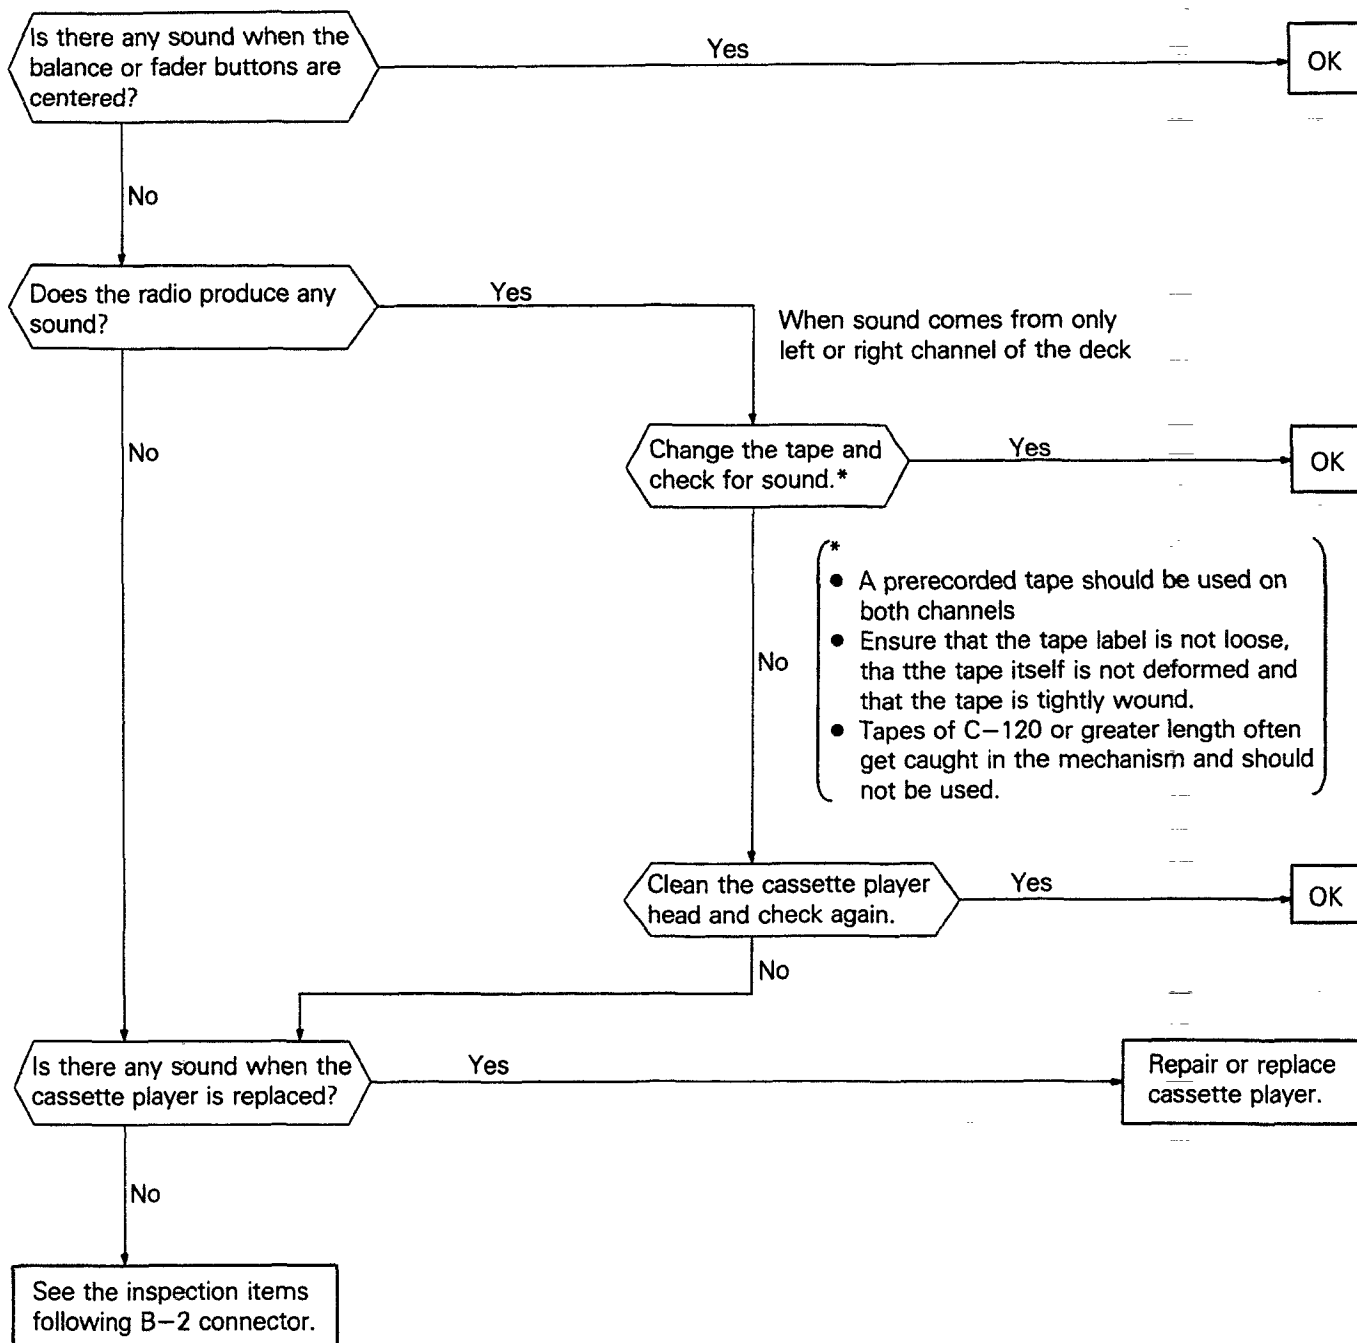 Is there any sound when the
balance or fader buttons are
centered?
Yes
OK
No
Does the radio produce any
sound?
Yes
When sound comes from only
left or right channel of the deck
No
Change the tape and
check for sound.*
Yes
OK
*
● A prerecorded tape should be used on
both channels
● Ensure that the tape label is not loose,
tha tthe tape itself is not deformed and
that the tape is tightly wound.
● Tapes of C-120 or greater length often
get caught in the mechanism and should
not be used.
No
Clean the cassette player
head and check again.
Yes
OK
No
Is there any sound when the
cassette player is replaced?
Yes
Repair or replace
cassette player.
No
See the inspection items
following B-2 connector.